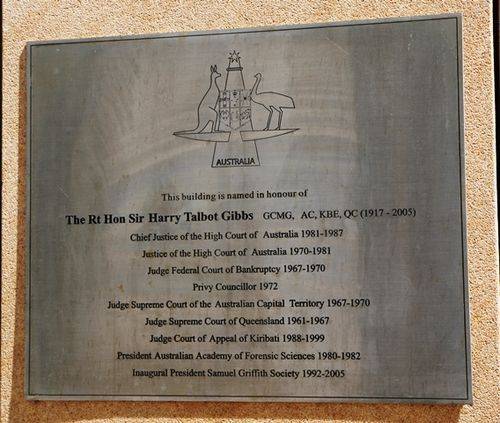 AUSTRALIA
This building is named in honour of
The Rt Hon Sir Harry Talbot Gibbs GCMG, AC, KBE, QC (1917 - 2005)
Chief Justice of the High Court of Australia 1981-1987
Justice of the High Court of Australia 1970-1981
Judge Federal Court of Bankruptcy 1967-1970
Privy Councillor 1972
Judge Supreme Court of the Australian Capital Territory 1967-1970
Judge Supreme Court of Queensland 1961-1967
Judge Court of Appeal of Kiribati 1988-1999
President Australian Academy of Forensic Sciences 1980-1982
Inaugural President Samuel Griffith Society 1992-2005